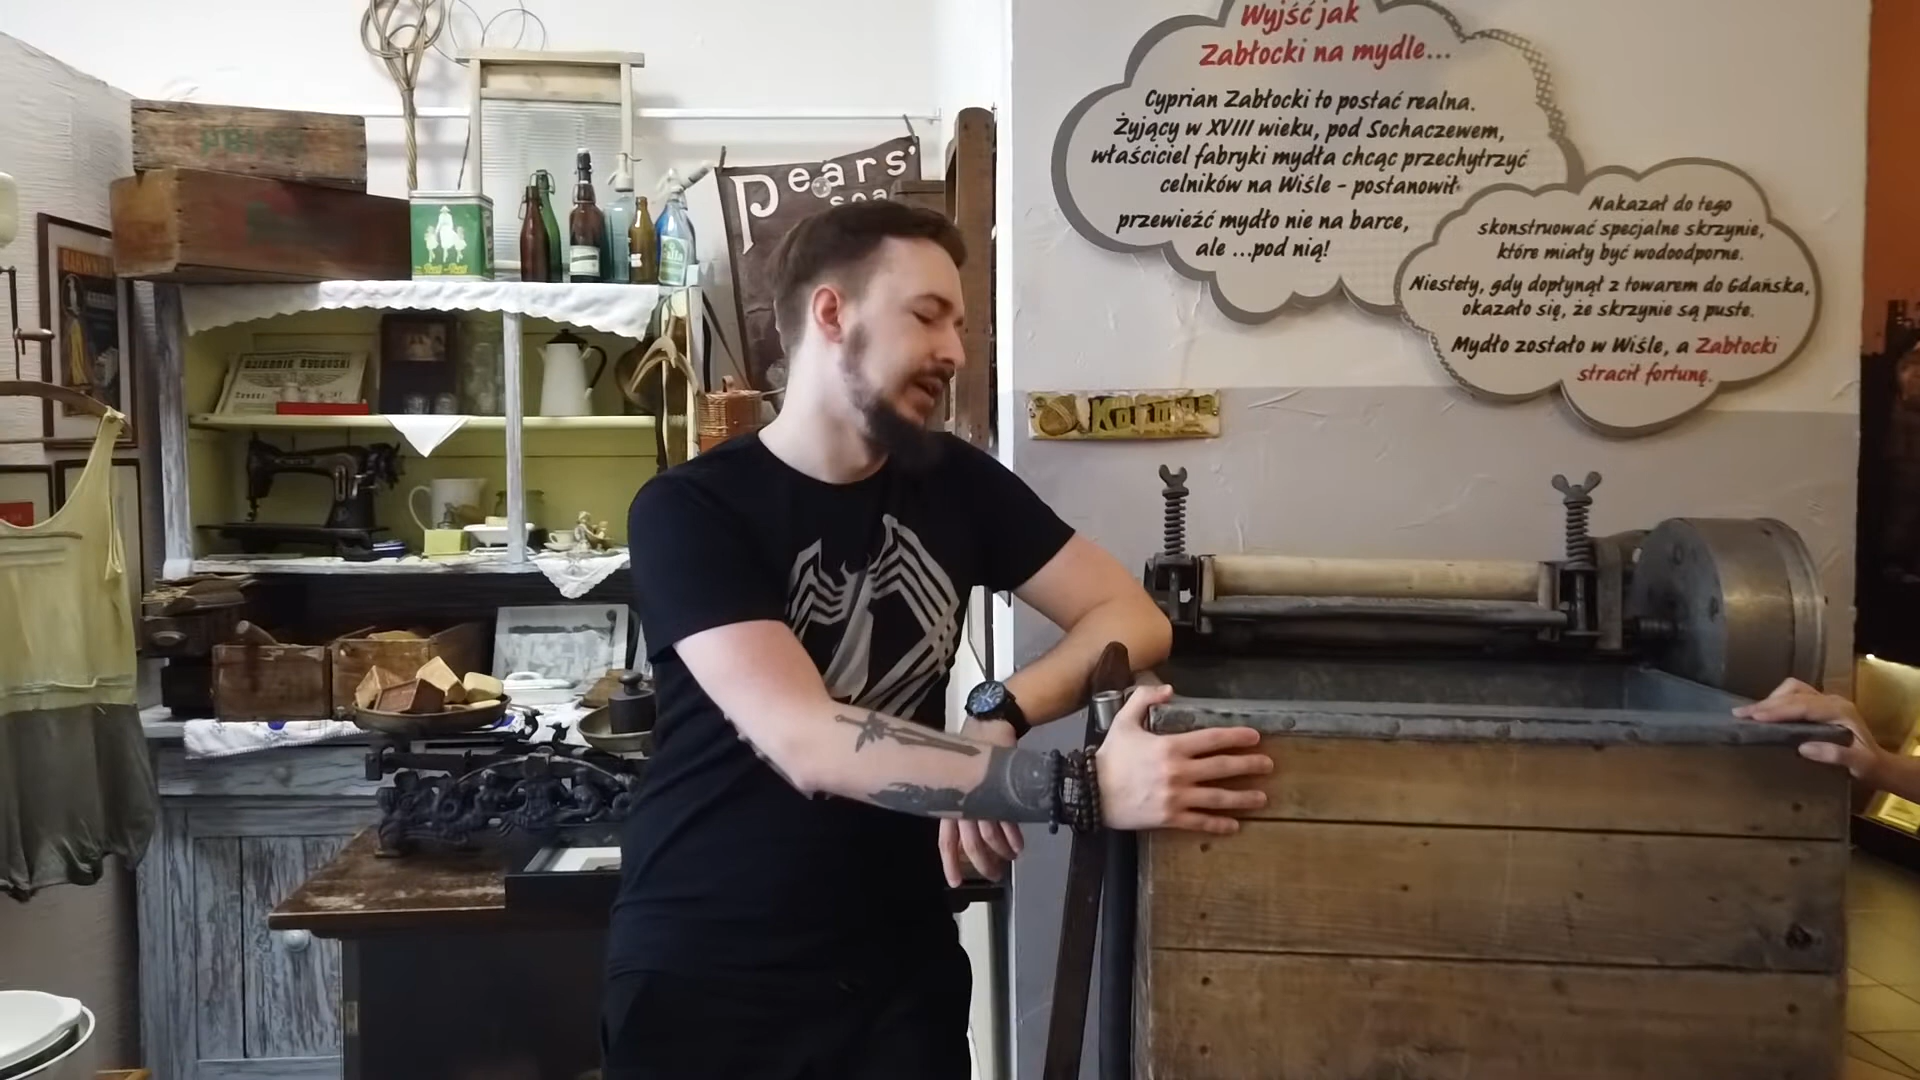 Wyjść jak
Zabłocki na mydle...
Cyprian Zabłocki to postać realna.
Żyjący w XVIII wieku, pod Sochaczewem,
właściciel fabryki mydła chcąc przechytrzyć
celników na Wiśle - postanowił
przewieźć mydło nie na barce,
ale ...pod nią!
Nakazał do tego
skonstruować specjalne skrzynie,
które miały być wodoodporne.
Niestety, gdy dopłynął z towarem do Gdańska,
okazało się, że skrzynie są puste.
Mydło zostało w Wiśle, a Zabłocki
stracił fortunę.
Pears'
DZIENNIK BYDGOSKI